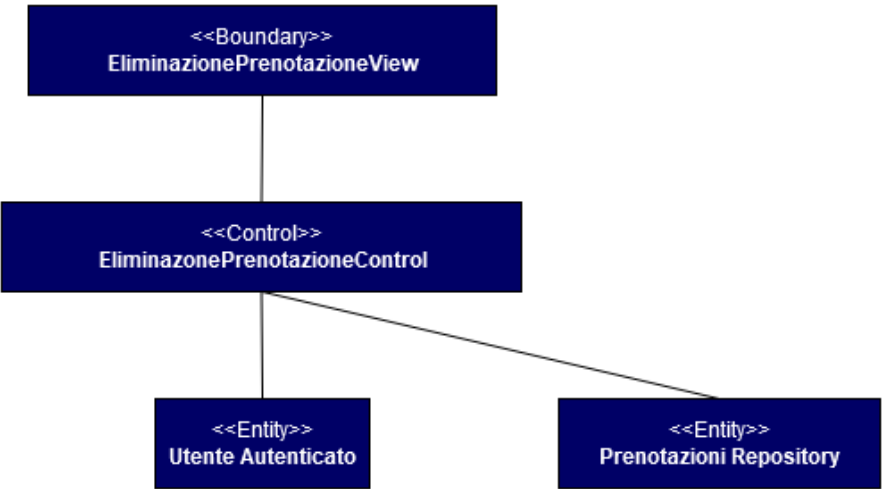 <<Boundary>>
EliminazionePrenotazioneView
<<Control>>
EliminazonePrenotazioneControl
<<Entity>>
Utente Autenticato
<<Entity>>
Prenotazioni Repository